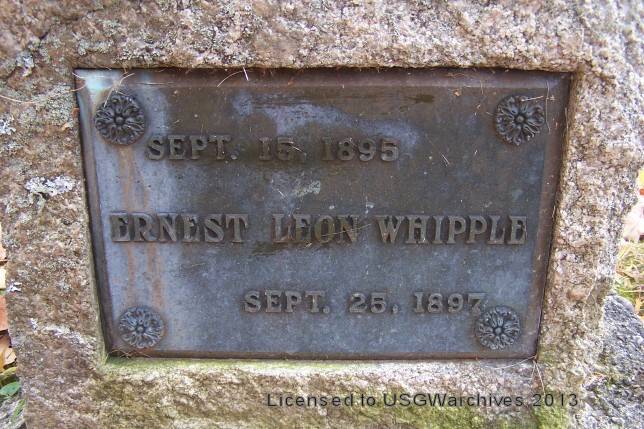 SEPT. 15, 1895
ERNEST LEON WHIPPLE
SEPT. 25, 1897
Licensed to USGWarchives 2013